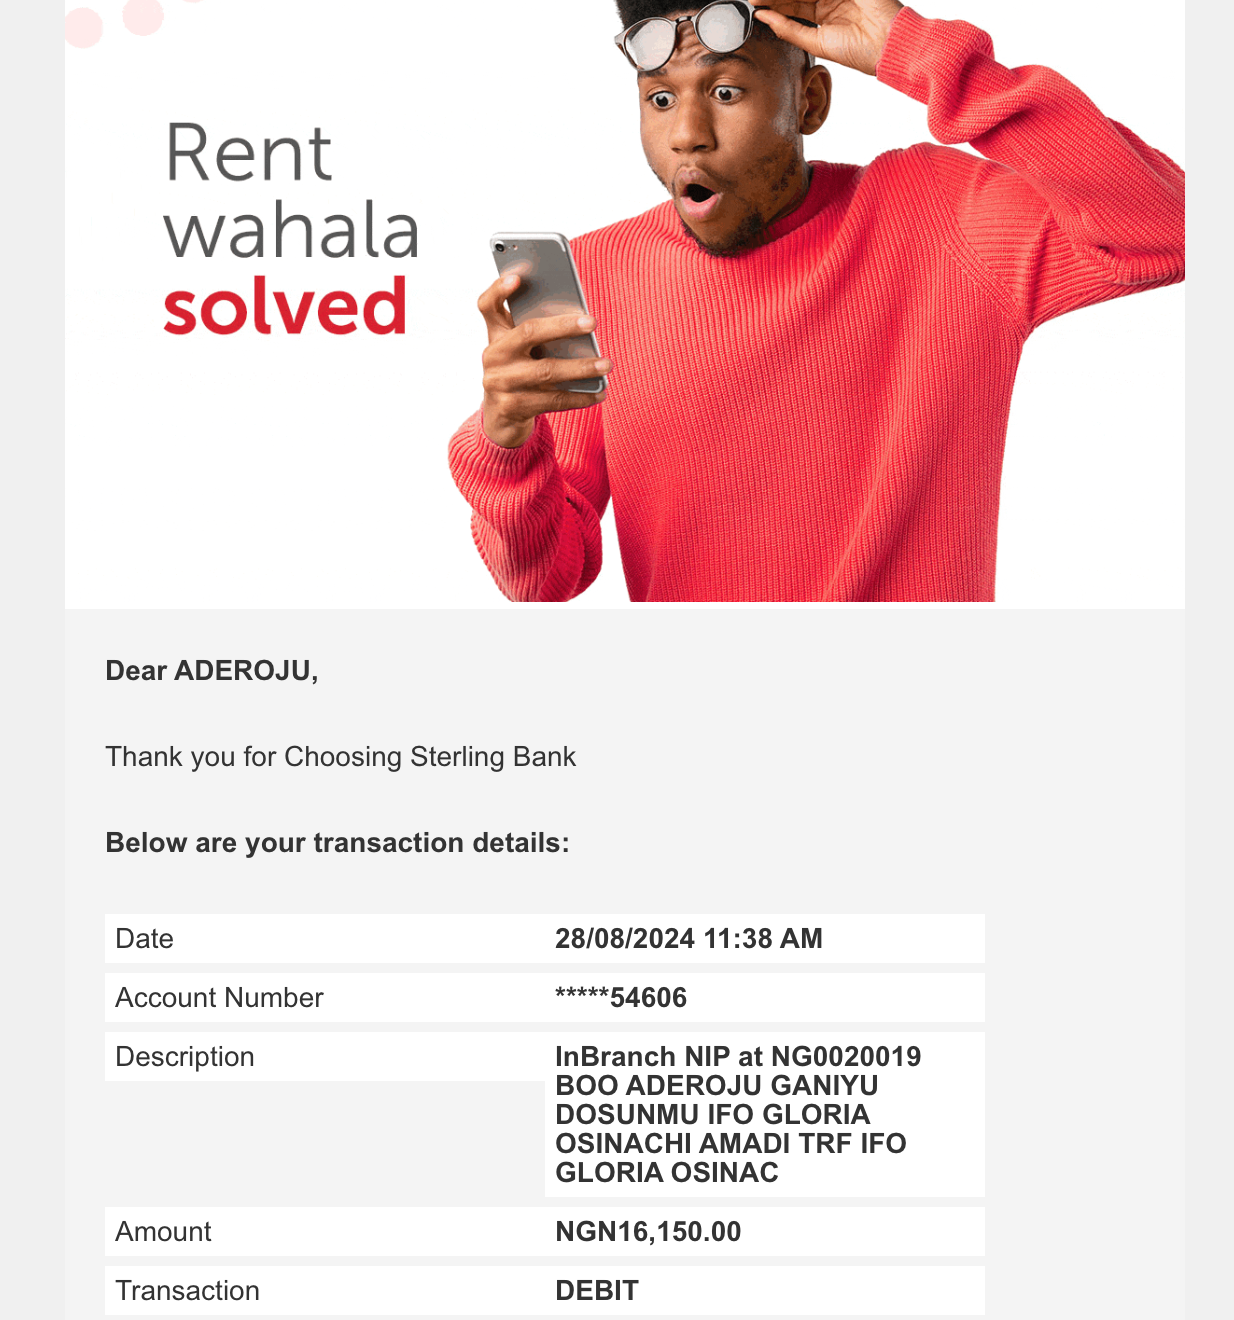 Rent
wahala
solved
Dear ADEROJU,
Thank you for Choosing Sterling Bank
Below are your transaction details:
Date 28/08/2024 11:38 AM
Account Number *****54606
Description InBranch NIP at NG0020019
BOO ADEROJU GANIYU
DOSUNMU IFO GLORIA
OSINACHI AMADI TRF IFO
GLORIA OSINAC
Amount NGN16,150.00
Transaction DEBIT